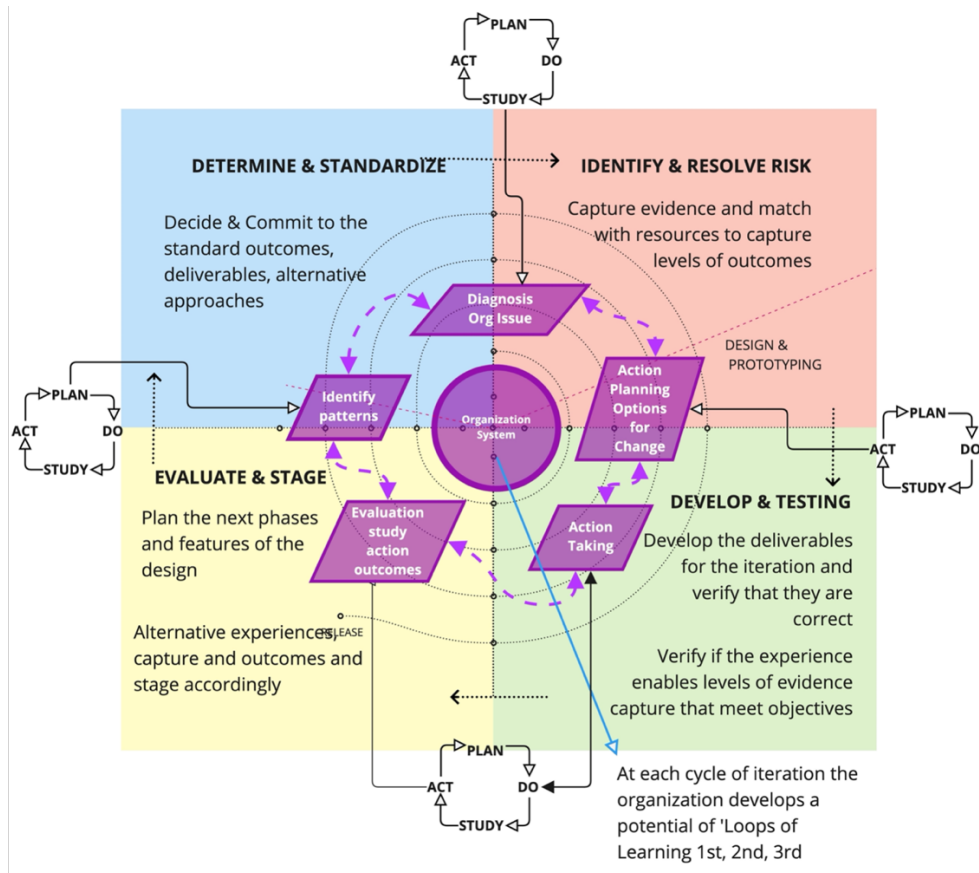 PLAN
ACT
DO
STUDY
DETERMINE & STANDARDIZE
Decide & Commit to the
standard outcomes,
deliverables, alternative
approaches
IDENTIFY & RESOLVE RISK
Capture evidence and match
with resources to capture
levels of outcomes
Diagnosis
Org Issue
DESIGN &
PROTOTYPING
Action
Planning
Options
for
Change
Identify
patterns
Organization
System
PLAN
ACT
DO
STUDY
PLAN
ACT
DO
STUDY
EVALUATE & STAGE
Plan the next phases
and features of the
design
Evaluation
study
action
outcomes
Action
Taking
DEVELOP & TESTING
Develop the deliverables
for the iteration and
verify that they are
correct
Verify if the experience
enables levels of evidence
capture that meet objectives
Alternative experiences,
capture and outcomes and
stage accordingly
RELEASE
PLAN
ACT
DO
STUDY
At each cycle of iteration the
organization develops a
potential of 'Loops of
Learning 1st, 2nd, 3rd